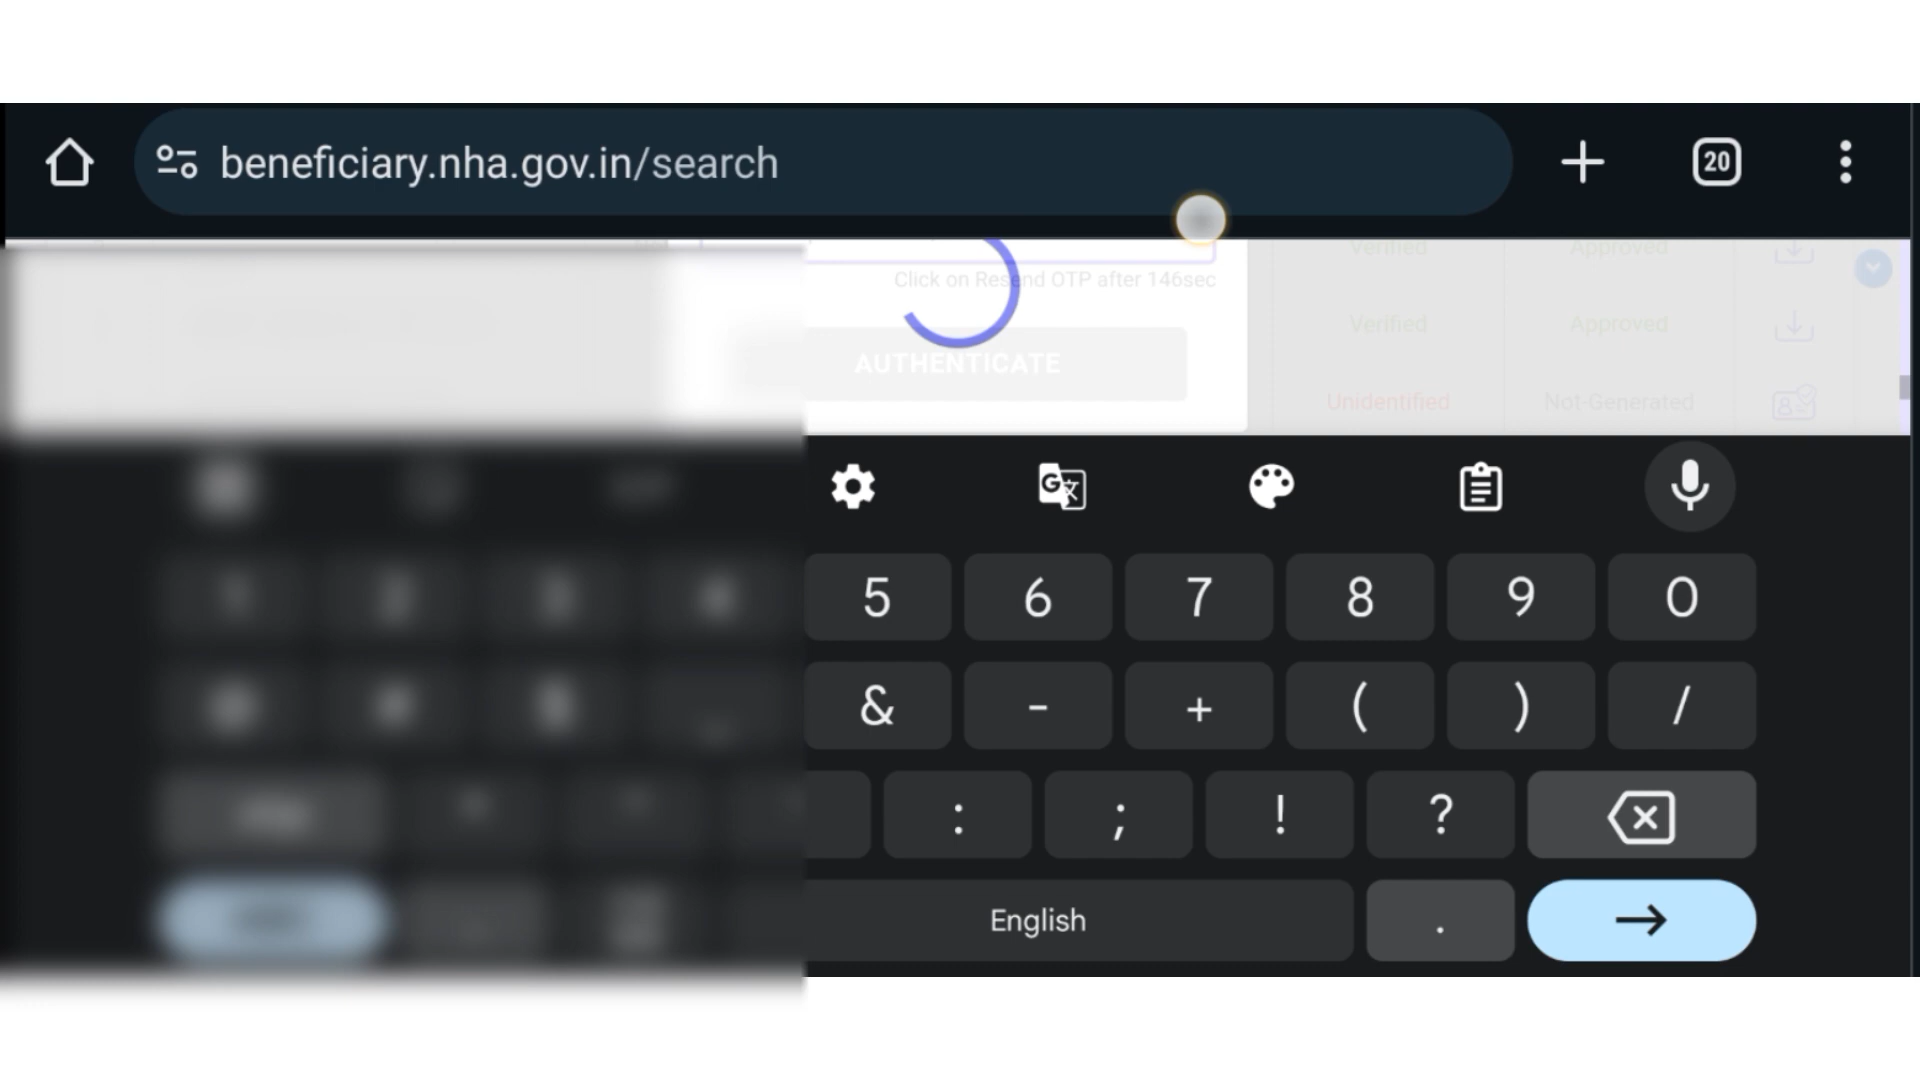 beneficiary.nha.gov.in/search
20
Verified Approved
Click on Resend OTP after 146sec
Verified Approved
AUTHENTICATE
Unidentified Not-Generated
5 6 7 8 9 0
& - + ( ) /
: ; ! ?
English .